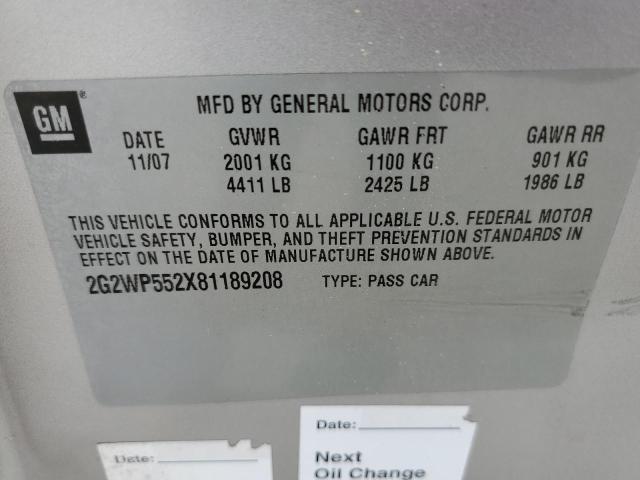 GM®
MFD BY GENERAL MOTORS CORP.
DATE GVWR GAWR FRT GAWR RR
11/07 2001 KG 1100 KG 901 KG
4411 LB 2425 LB 1986 LB
THIS VEHICLE CONFORMS TO ALL APPLICABLE U.S. FEDERAL MOTOR
VEHICLE SAFETY, BUMPER, AND THEFT PREVENTION STANDARDS IN
EFFECT ON THE DATE OF MANUFACTURE SHOWN ABOVE.
2G2WP552X81189208 TYPE: PASS CAR
Date:
Date:
Next
Oil Change